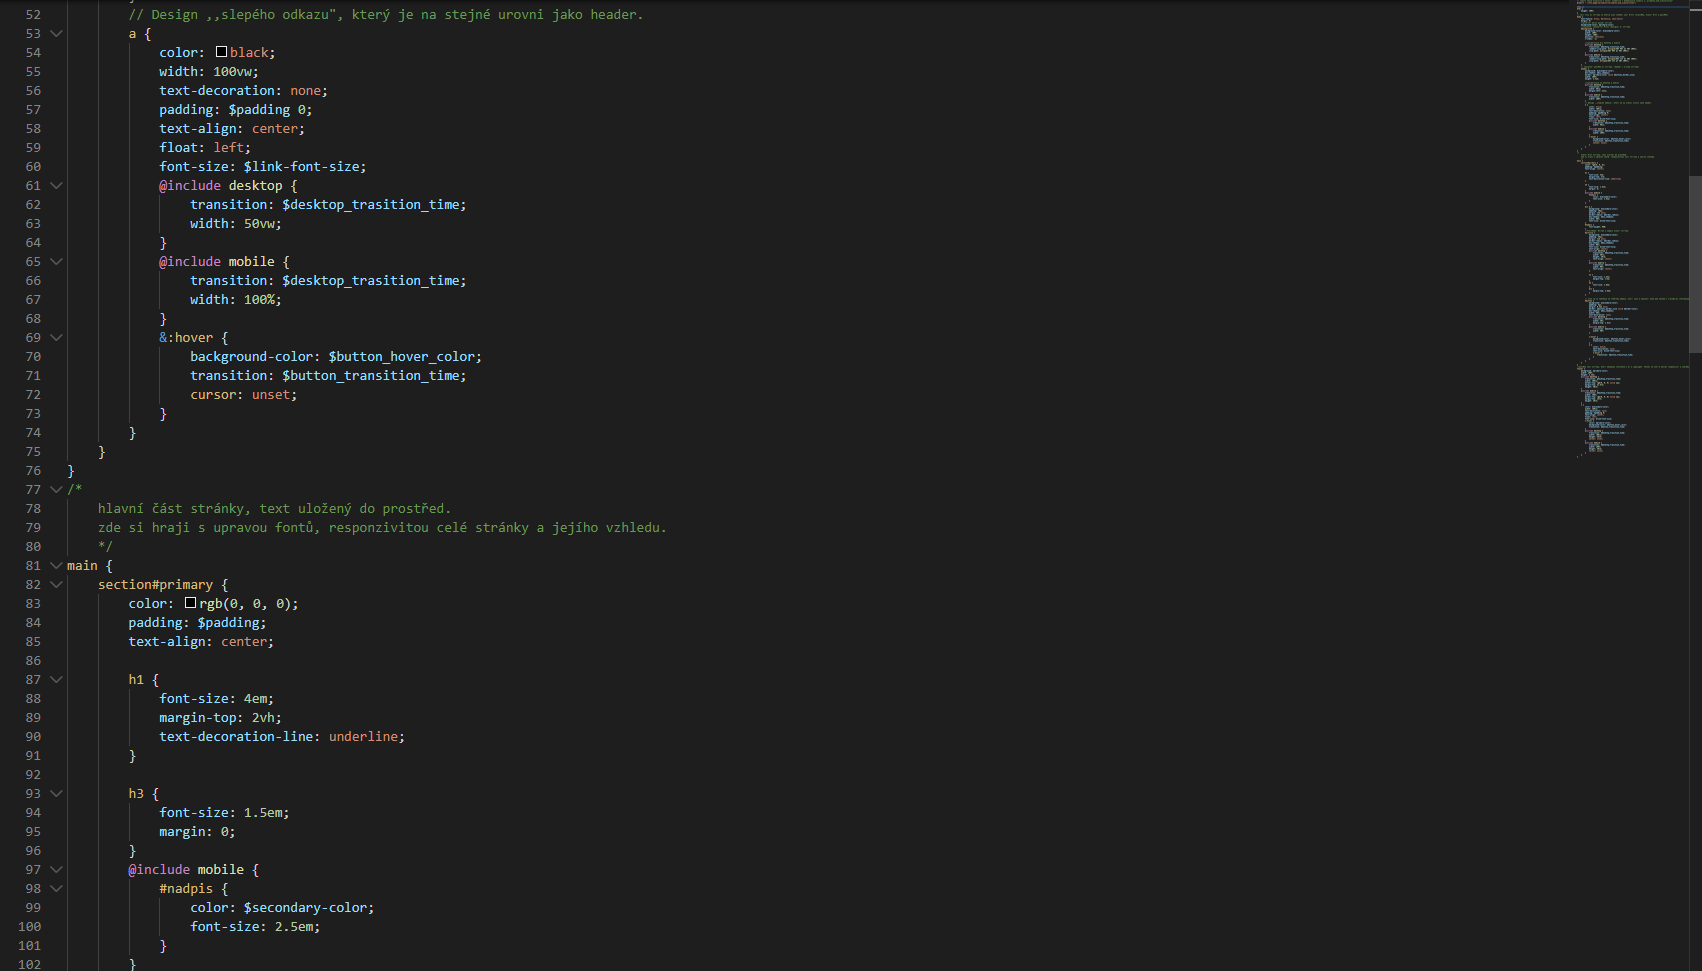 52 // Design ,,slepého odkazu", který je na stejné urovni jako header.
53 a {
54 color: black;
55 width: 100vw;
56 text-decoration: none;
57 padding: $padding 0;
58 text-align: center;
59 float: left;
60 font-size: $link-font-size;
61 @include desktop {
62 transition: $desktop_trasition_time;
63 width: 50vw;
64 }
65 @include mobile {
66 transition: $desktop_trasition_time;
67 width: 100%;
68 }
69 &:hover {
70 background-color: $button_hover_color;
71 transition: $button_transition_time;
72 cursor: unset;
73 }
74 }
75 }
76 }
77 /*
78 hlavní část stránky, text uložený do prostřed.
79 zde si hraji s upravou fontů, responzivitou celé stránky a jejího vzhledu.
80 */
81 main {
82 section#primary {
83 color: rgb(0, 0, 0);
84 padding: $padding;
85 text-align: center;
86
87 h1 {
88 font-size: 4em;
89 margin-top: 2vh;
90 text-decoration-line: underline;
91 }
92
93 h3 {
94 font-size: 1.5em;
95 margin: 0;
96 }
97 @include mobile {
98 #nadpis {
99 color: $secondary-color;
100 font-size: 2.5em;
101 }
102 }